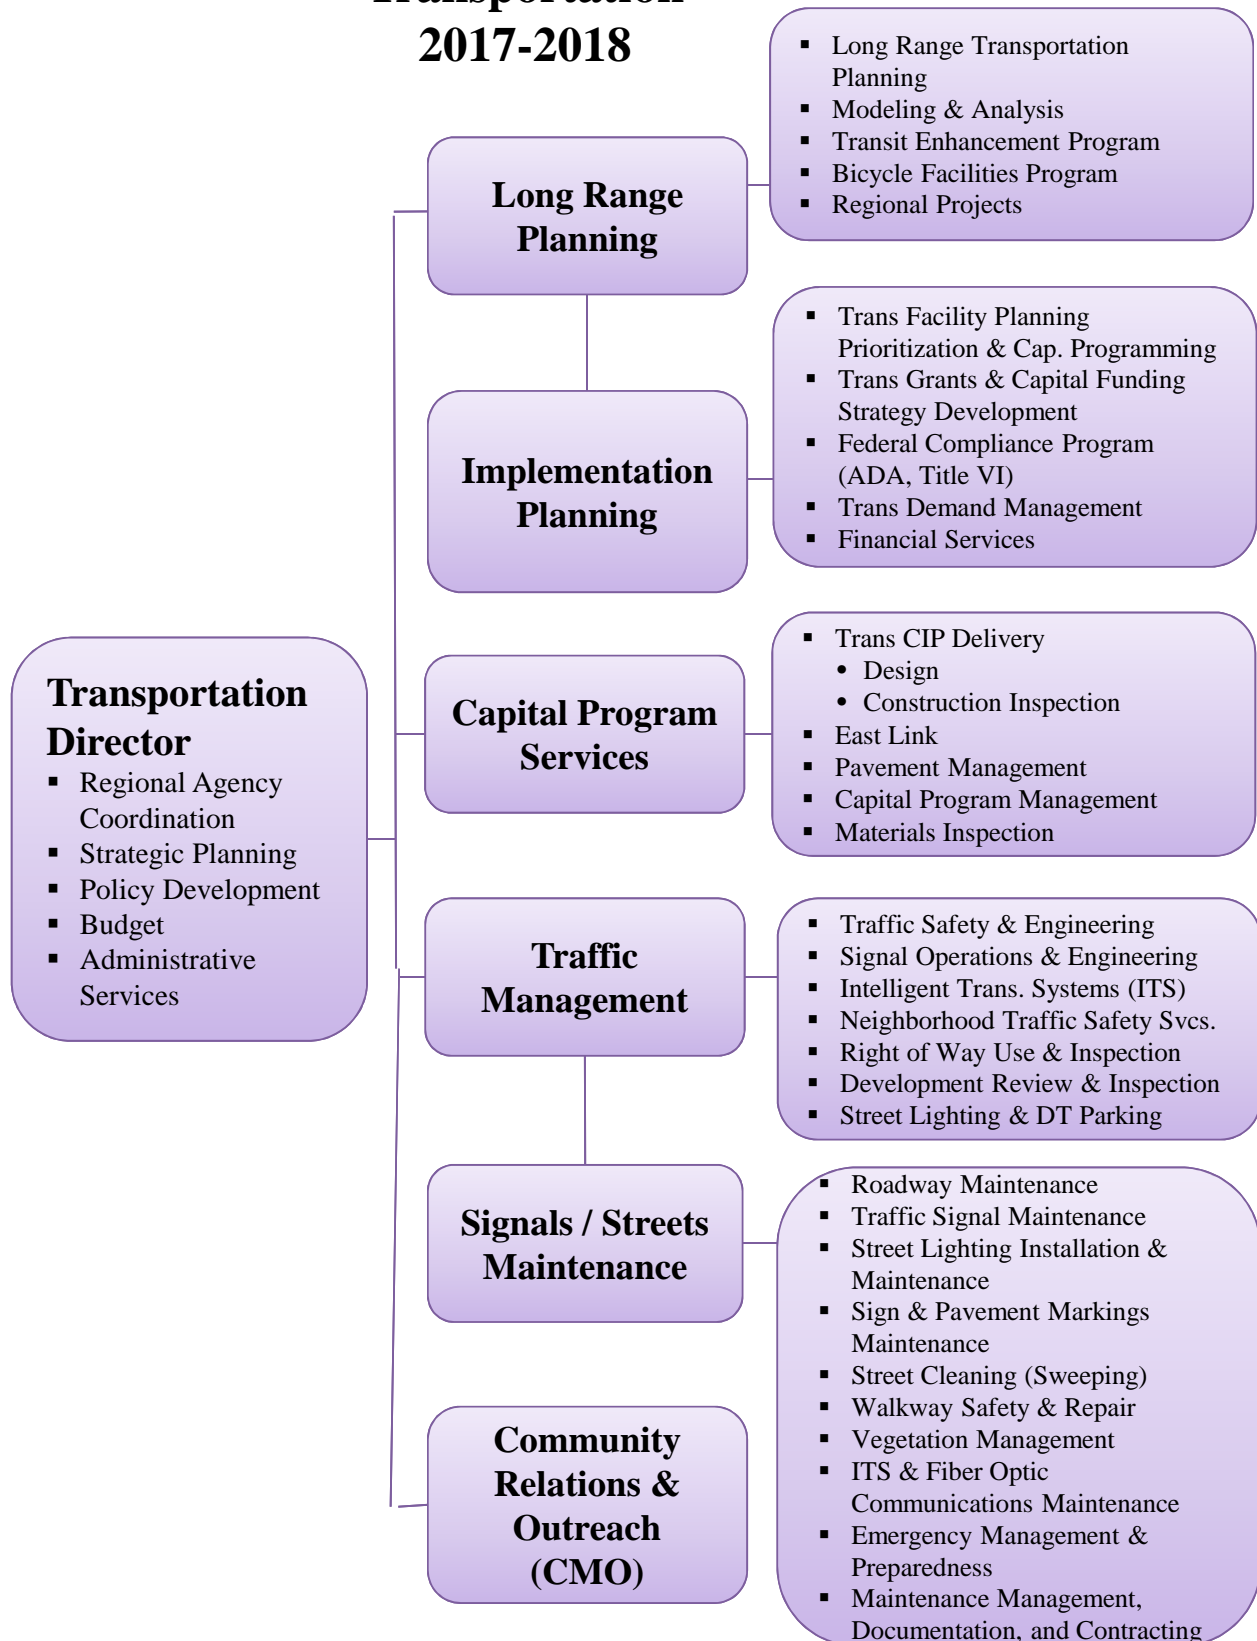 Transportation
2017-2018
▪ Long Range Transportation
Planning
▪ Modeling & Analysis
▪ Transit Enhancement Program
▪ Bicycle Facilities Program
▪ Regional Projects
Long Range
Planning
▪ Trans Facility Planning
Prioritization & Cap. Programming
▪ Trans Grants & Capital Funding
Strategy Development
▪ Federal Compliance Program
(ADA, Title VI)
▪ Trans Demand Management
▪ Financial Services
Implementation
Planning
Transportation
Director
▪ Regional Agency
Coordination
▪ Strategic Planning
▪ Policy Development
▪ Budget
▪ Administrative
Services
Capital Program
Services
▪ Trans CIP Delivery
• Design
• Construction Inspection
▪ East Link
▪ Pavement Management
▪ Capital Program Management
▪ Materials Inspection
Traffic
Management
▪ Traffic Safety & Engineering
▪ Signal Operations & Engineering
▪ Intelligent Trans. Systems (ITS)
▪ Neighborhood Traffic Safety Svcs.
▪ Right of Way Use & Inspection
▪ Development Review & Inspection
▪ Street Lighting & DT Parking
Signals / Streets
Maintenance
▪ Roadway Maintenance
▪ Traffic Signal Maintenance
▪ Street Lighting Installation &
Maintenance
▪ Sign & Pavement Markings
Maintenance
▪ Street Cleaning (Sweeping)
▪ Walkway Safety & Repair
▪ Vegetation Management
▪ ITS & Fiber Optic
Communications Maintenance
▪ Emergency Management &
Preparedness
▪ Maintenance Management,
Documentation, and Contracting
Community
Relations &
Outreach
(CMO)